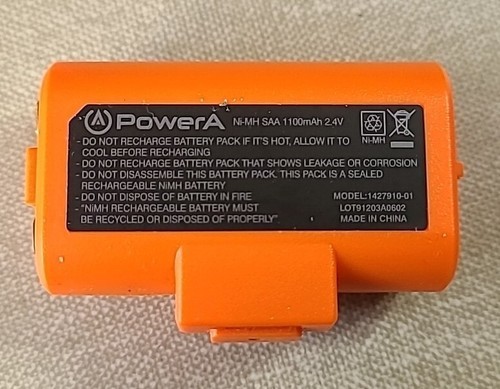 PowerA Ni-MH SAA 1100mAh 2.4V
- DO NOT RECHARGE BATTERY PACK IF IT'S HOT, ALLOW IT TO
COOL BEFORE RECHARGING
- DO NOT RECHARGE BATTERY PACK THAT SHOWS LEAKAGE OR CORROSION
- DO NOT DISASSEMBLE THIS BATTERY PACK. THIS PACK IS A SEALED
RECHARGEABLE NiMH BATTERY
- DO NOT DISPOSE OF BATTERY IN FIRE
- "NiMH RECHARGEABLE BATTERY MUST
BE RECYCLED OR DISPOSED OF PROPERLY".
Ni-MH
MODEL:1427910-01
LOT91203A0602
MADE IN CHINA